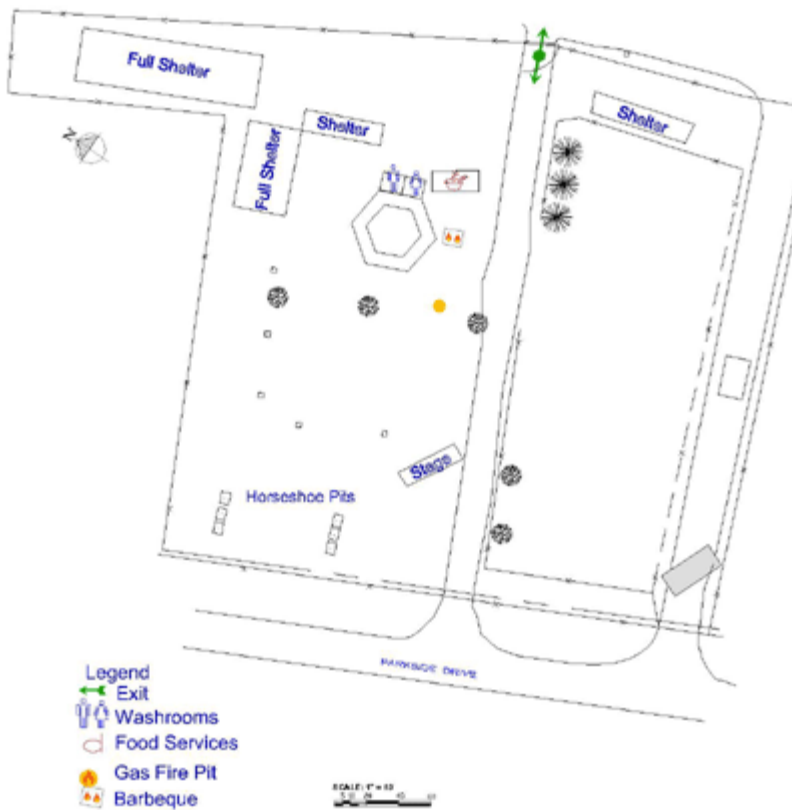 Full Shelter
Shelter
Shelter
Full Shelter
N
Stage
Horseshoe Pits
PARKSIDE DRIVE
Legend
Exit
Washrooms
Food Services
Gas Fire Pit
Barbeque